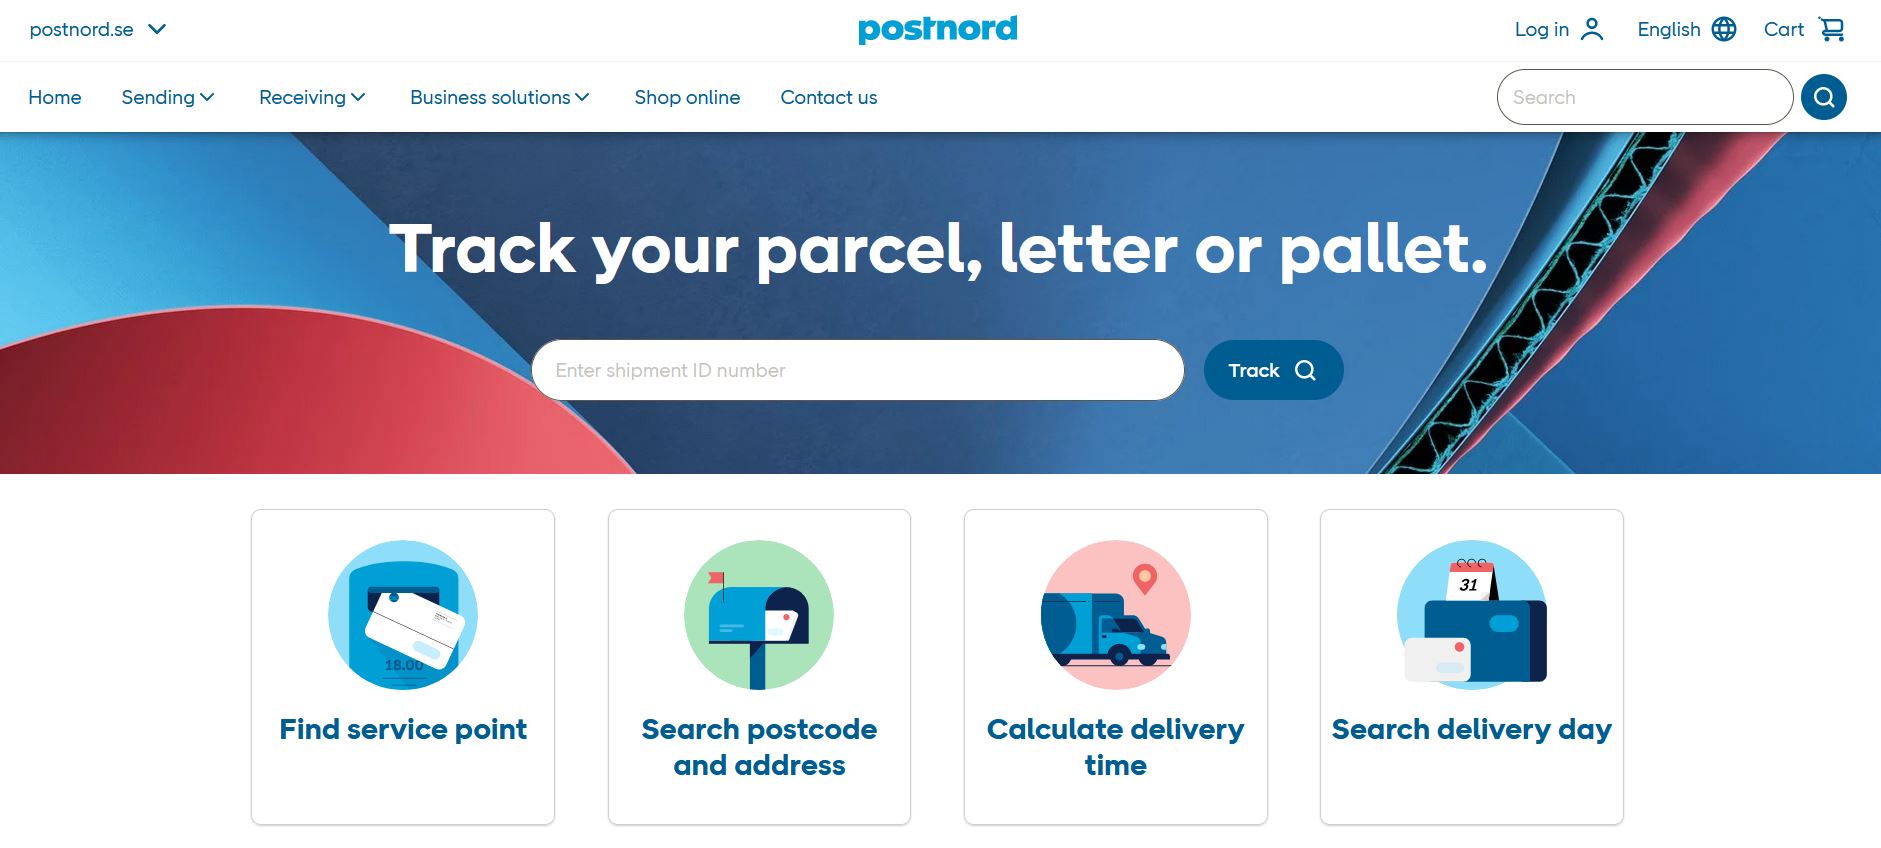 postnord.se
postnord
Log in
English
Cart
Home
Sending
Receiving
Business solutions
Shop online
Contact us
Search
Track your parcel, letter or pallet.
Enter shipment ID number
Track
18.00
31
Find service point
Search postcode
and address
Calculate delivery
time
Search delivery day